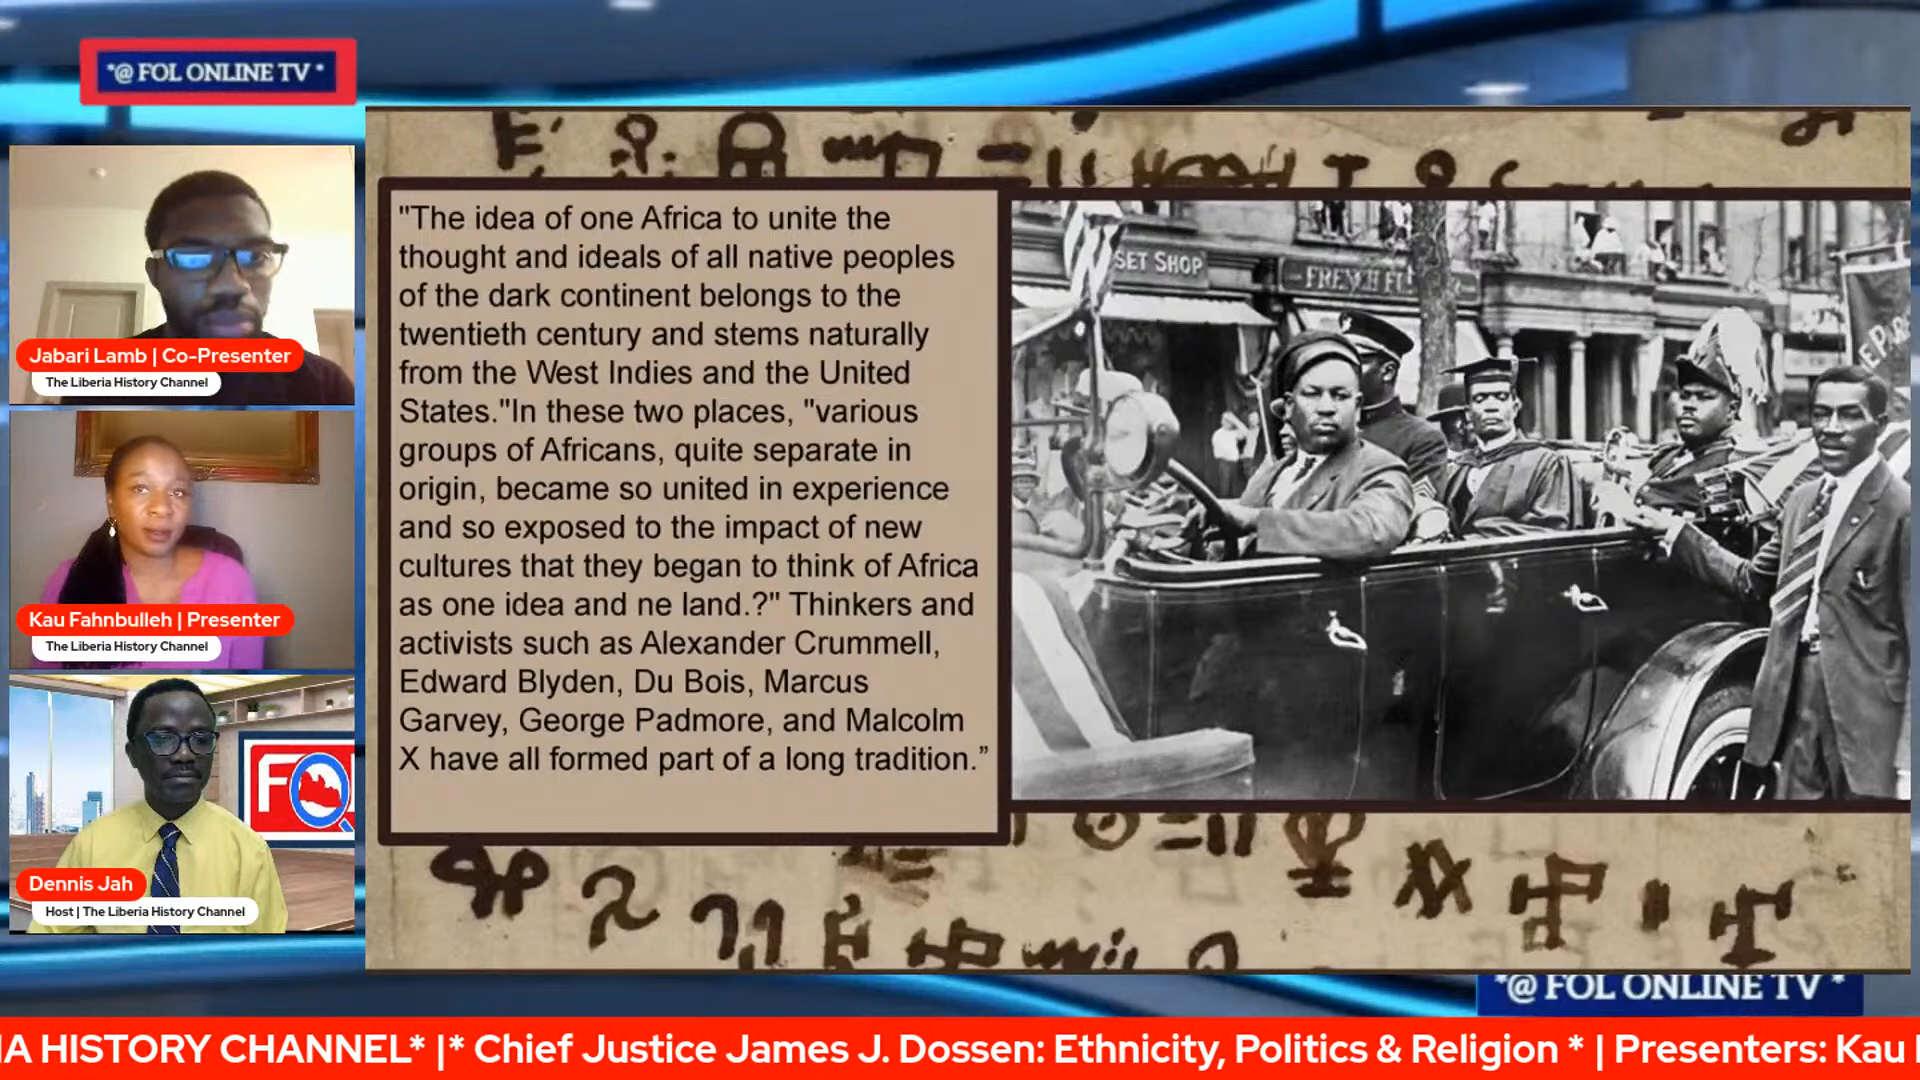 *@ FOL ONLINE TV *
Jabari Lamb | Co-Presenter
The Liberia History Channel
Kau Fahnbulleh | Presenter
The Liberia History Channel
Dennis Jah
Host | The Liberia History Channel
"The idea of one Africa to unite the
thought and ideals of all native peoples
of the dark continent belongs to the
twentieth century and stems naturally
from the West Indies and the United
States."In these two places, "various
groups of Africans, quite separate in
origin, became so united in experience
and so exposed to the impact of new
cultures that they began to think of Africa
as one idea and ne land.?" Thinkers and
activists such as Alexander Crummell,
Edward Blyden, Du Bois, Marcus
Garvey, George Padmore, and Malcolm
X have all formed part of a long tradition.”
SET SHOP
*@ FOL ONLINE TV *
IA HISTORY CHANNEL* |* Chief Justice James J. Dossen: Ethnicity, Politics & Religion * | Presenters: Kau